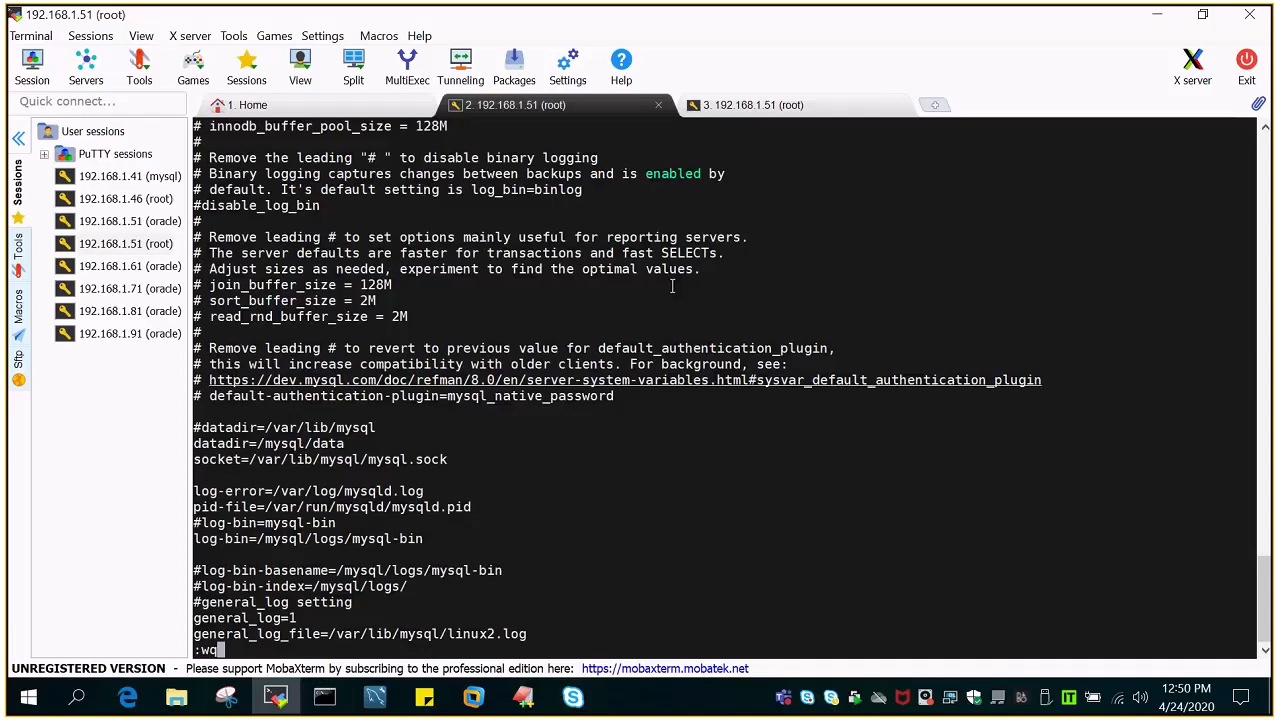 192.168.1.51 (root)
Terminal Sessions View X server Tools Games Settings Macros Help
Session Servers Tools Games Sessions View Split MultiExec Tunneling Packages Settings Help X server Exit
Quick connect...
1. Home
2. 192.168.1.51 (root)
3. 192.168.1.51 (root)
Sessions
Tools
Macros
Sftp
User sessions
PuTTY sessions
192.168.1.41 (mysql)
192.168.1.46 (root)
192.168.1.51 (oracle)
192.168.1.51 (root)
192.168.1.61 (oracle)
192.168.1.71 (oracle)
192.168.1.81 (oracle)
192.168.1.91 (oracle)
# innodb_buffer_pool_size = 128M
#
# Remove the leading "# " to disable binary logging
# Binary logging captures changes between backups and is enabled by
# default. It's default setting is log_bin=binlog
#disable_log_bin
#
# Remove leading # to set options mainly useful for reporting servers.
# The server defaults are faster for transactions and fast SELECTs.
# Adjust sizes as needed, experiment to find the optimal values.
# join_buffer_size = 128M
# sort_buffer_size = 2M
# read_rnd_buffer_size = 2M
#
# Remove leading # to revert to previous value for default_authentication_plugin,
# this will increase compatibility with older clients. For background, see:
# https://dev.mysql.com/doc/refman/8.0/en/server-system-variables.html#sysvar_default_authentication_plugin
# default-authentication-plugin=mysql_native_password
#datadir=/var/lib/mysql
datadir=/mysql/data
socket=/var/lib/mysql/mysql.sock
log-error=/var/log/mysqld.log
pid-file=/var/run/mysqld/mysqld.pid
#log-bin=mysql-bin
log-bin=/mysql/logs/mysql-bin
#log-bin-basename=/mysql/logs/mysql-bin
#log-bin-index=/mysql/logs/
#general_log setting
general_log=1
general_log_file=/var/lib/mysql/linux2.log
:wq
UNREGISTERED VERSION - Please support MobaXterm by subscribing to the professional edition here: https://mobaxterm.mobatek.net
12:50 PM
4/24/2020